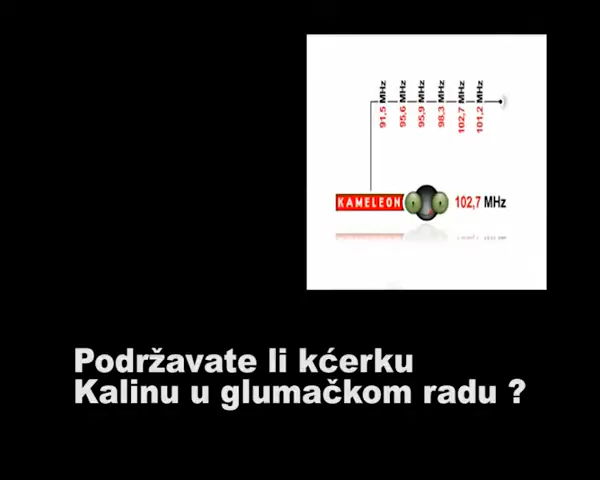 91,5 MHz
95,6 MHz
95,9 MHz
98,3 MHz
102,7 MHz
101,2 MHz
KAMELEON 102,7 MHz
Podržavate li kćerku
Kalinu u glumačkom radu ?